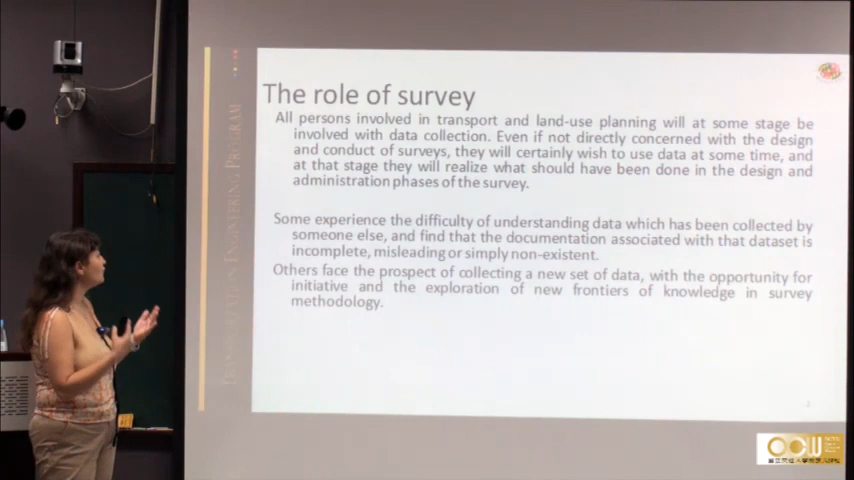 The role of survey
All persons involved in transport and land-use planning will at some stage be
involved with data collection. Even if not directly concerned with the design
and conduct of surveys, they will certainly wish to use data at some time, and
at that stage they will realize what should have been done in the design and
administration phases of the survey.
Some experience the difficulty of understanding data which has been collected by
someone else, and find that the documentation associated with that dataset is
incomplete, misleading or simply non-existent.
Others face the prospect of collecting a new set of data, with the opportunity for
initiative and the exploration of new frontiers of knowledge in survey
methodology.
TRANSPORTATION ENGINEERING PROGRAM
2
OCW